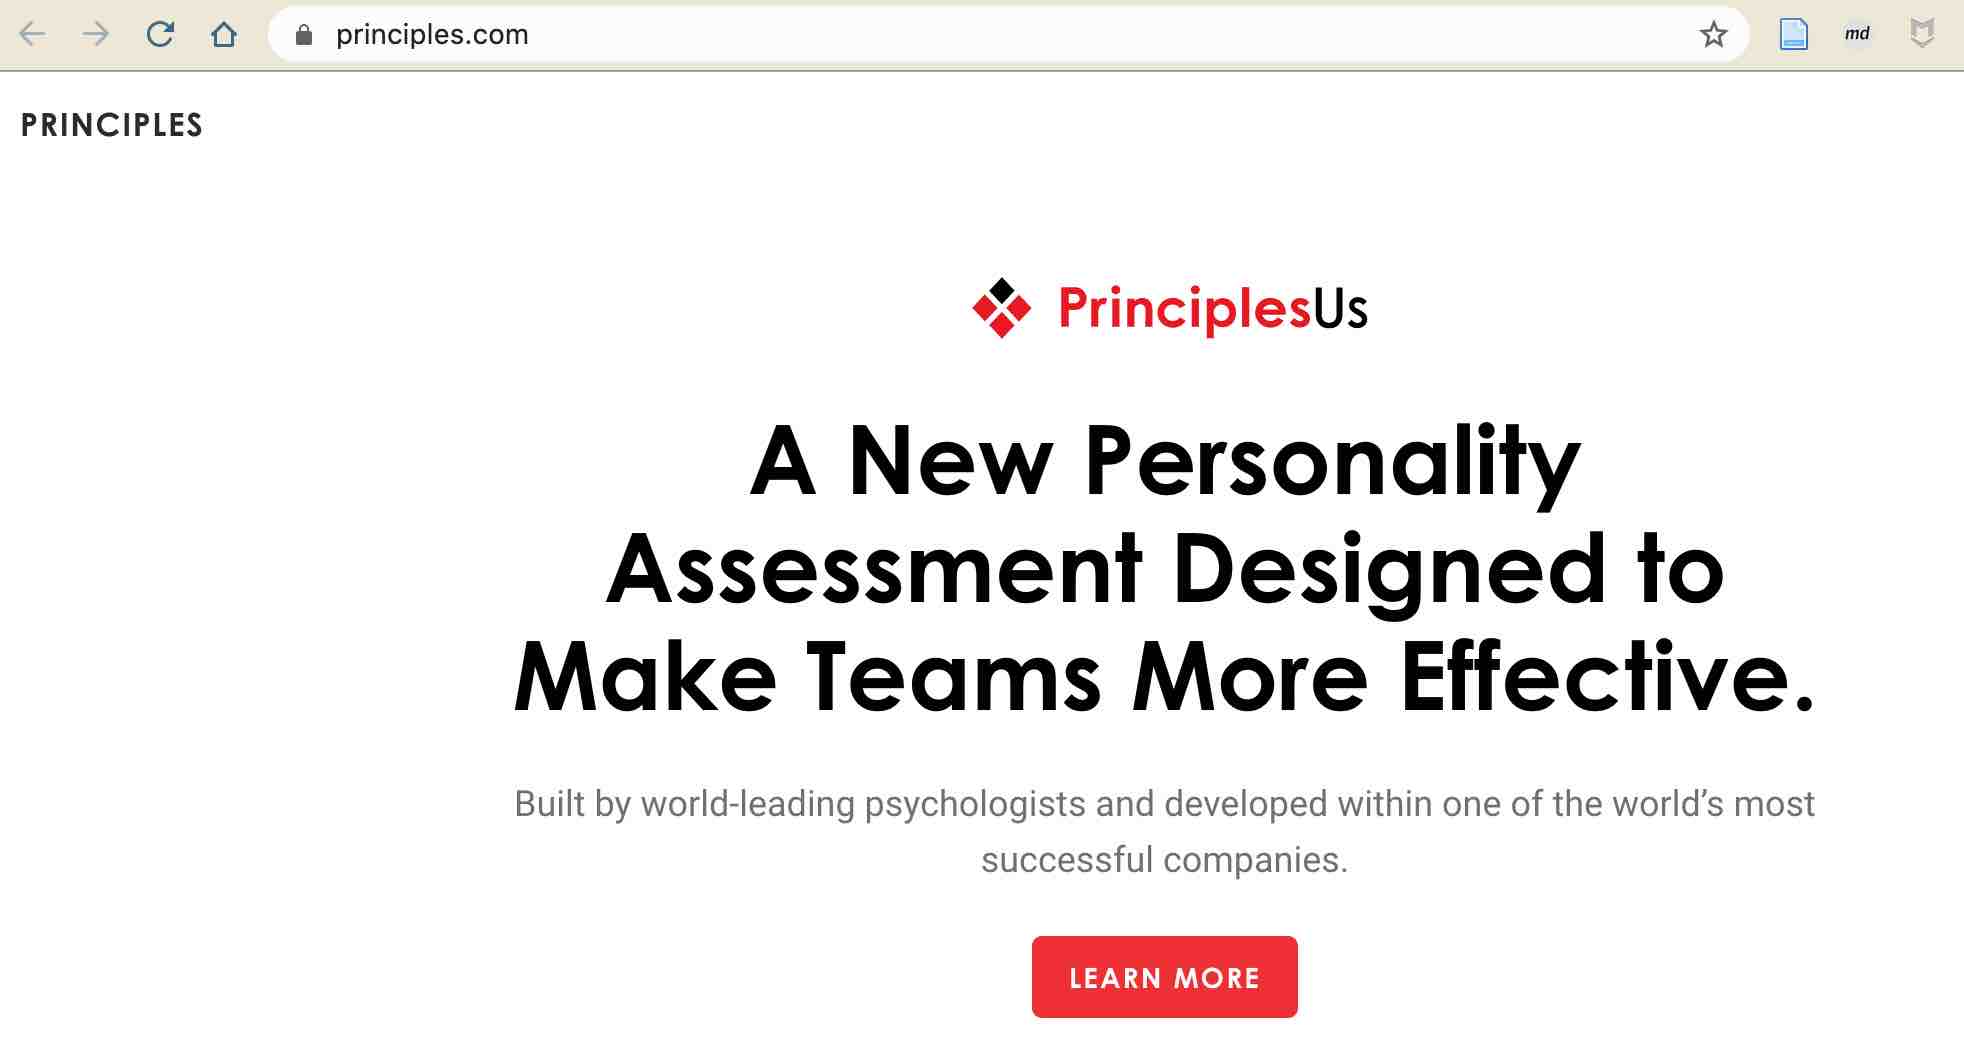 principles.com
md
PRINCIPLES
PrinciplesUs
A New Personality
Assessment Designed to
Make Teams More Effective.
Built by world-leading psychologists and developed within one of the world’s most
successful companies.
LEARN MORE